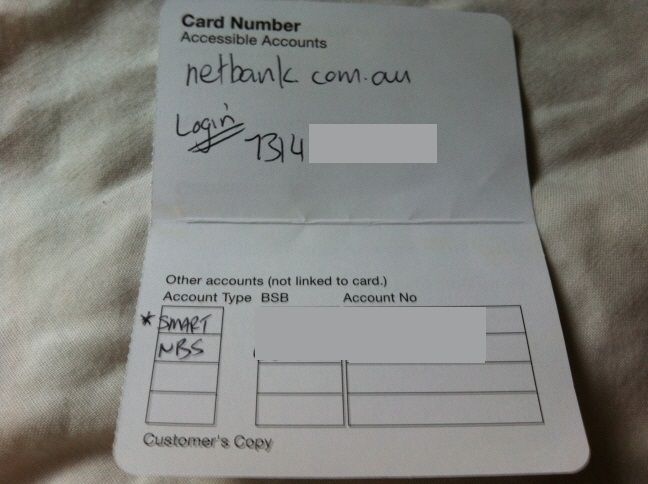 Card Number
Accessible Accounts
netbank.com.au
Login
7314
Other accounts (not linked to card.)
Account Type BSB Account No
* SMART
NBS
Customer's Copy